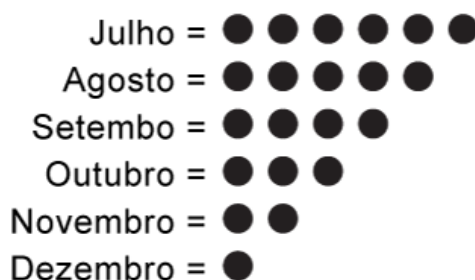 Julho = ● ● ● ● ● ●
Agosto = ● ● ● ● ●
Setembo = ● ● ● ●
Outubro = ● ● ●
Novembro = ● ●
Dezembro = ●